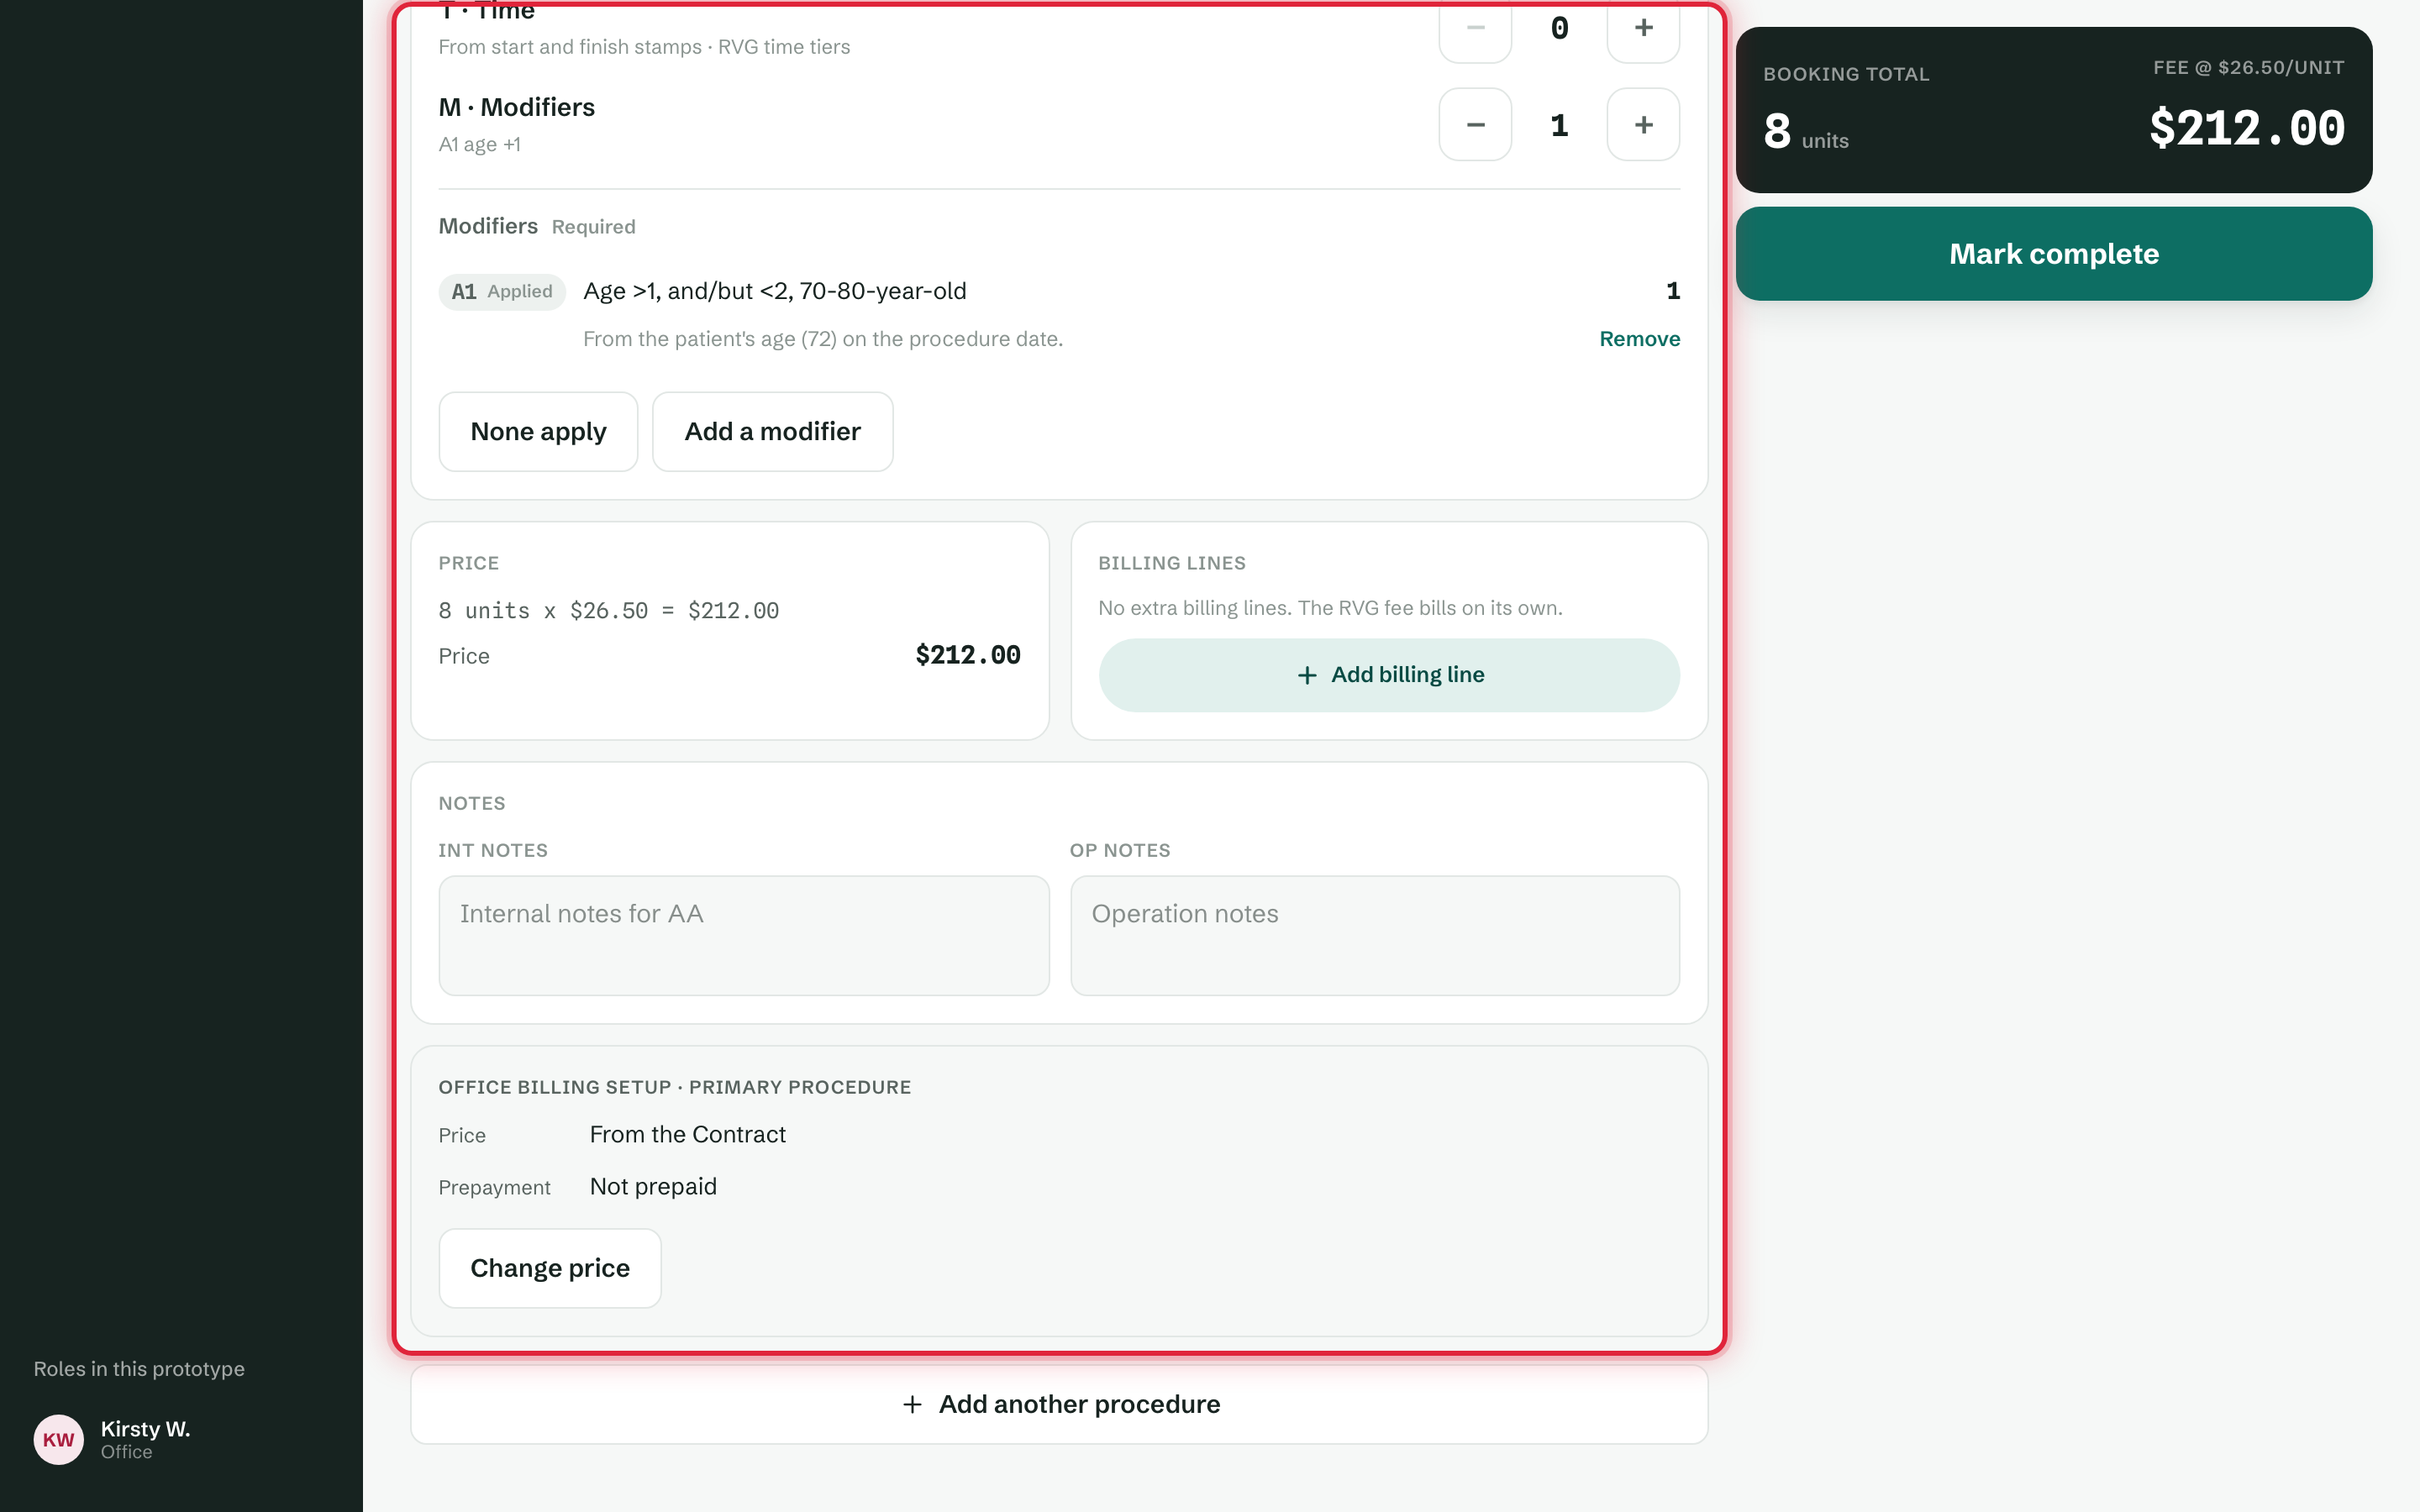 T · Time
From start and finish stamps · RVG time tiers
− 0 +
M · Modifiers
A1 age +1
− 1 +
Modifiers Required
A1 Applied Age >1, and/but <2, 70-80-year-old 1
From the patient's age (72) on the procedure date. Remove
None apply Add a modifier
PRICE
8 units x $26.50 = $212.00
Price $212.00
BILLING LINES
No extra billing lines. The RVG fee bills on its own.
+ Add billing line
NOTES
INT NOTES
Internal notes for AA
OP NOTES
Operation notes
OFFICE BILLING SETUP · PRIMARY PROCEDURE
Price From the Contract
Prepayment Not prepaid
Change price
+ Add another procedure
BOOKING TOTAL
8 units
FEE @ $26.50/UNIT
$212.00
Mark complete
Roles in this prototype
KW
Kirsty W.
Office